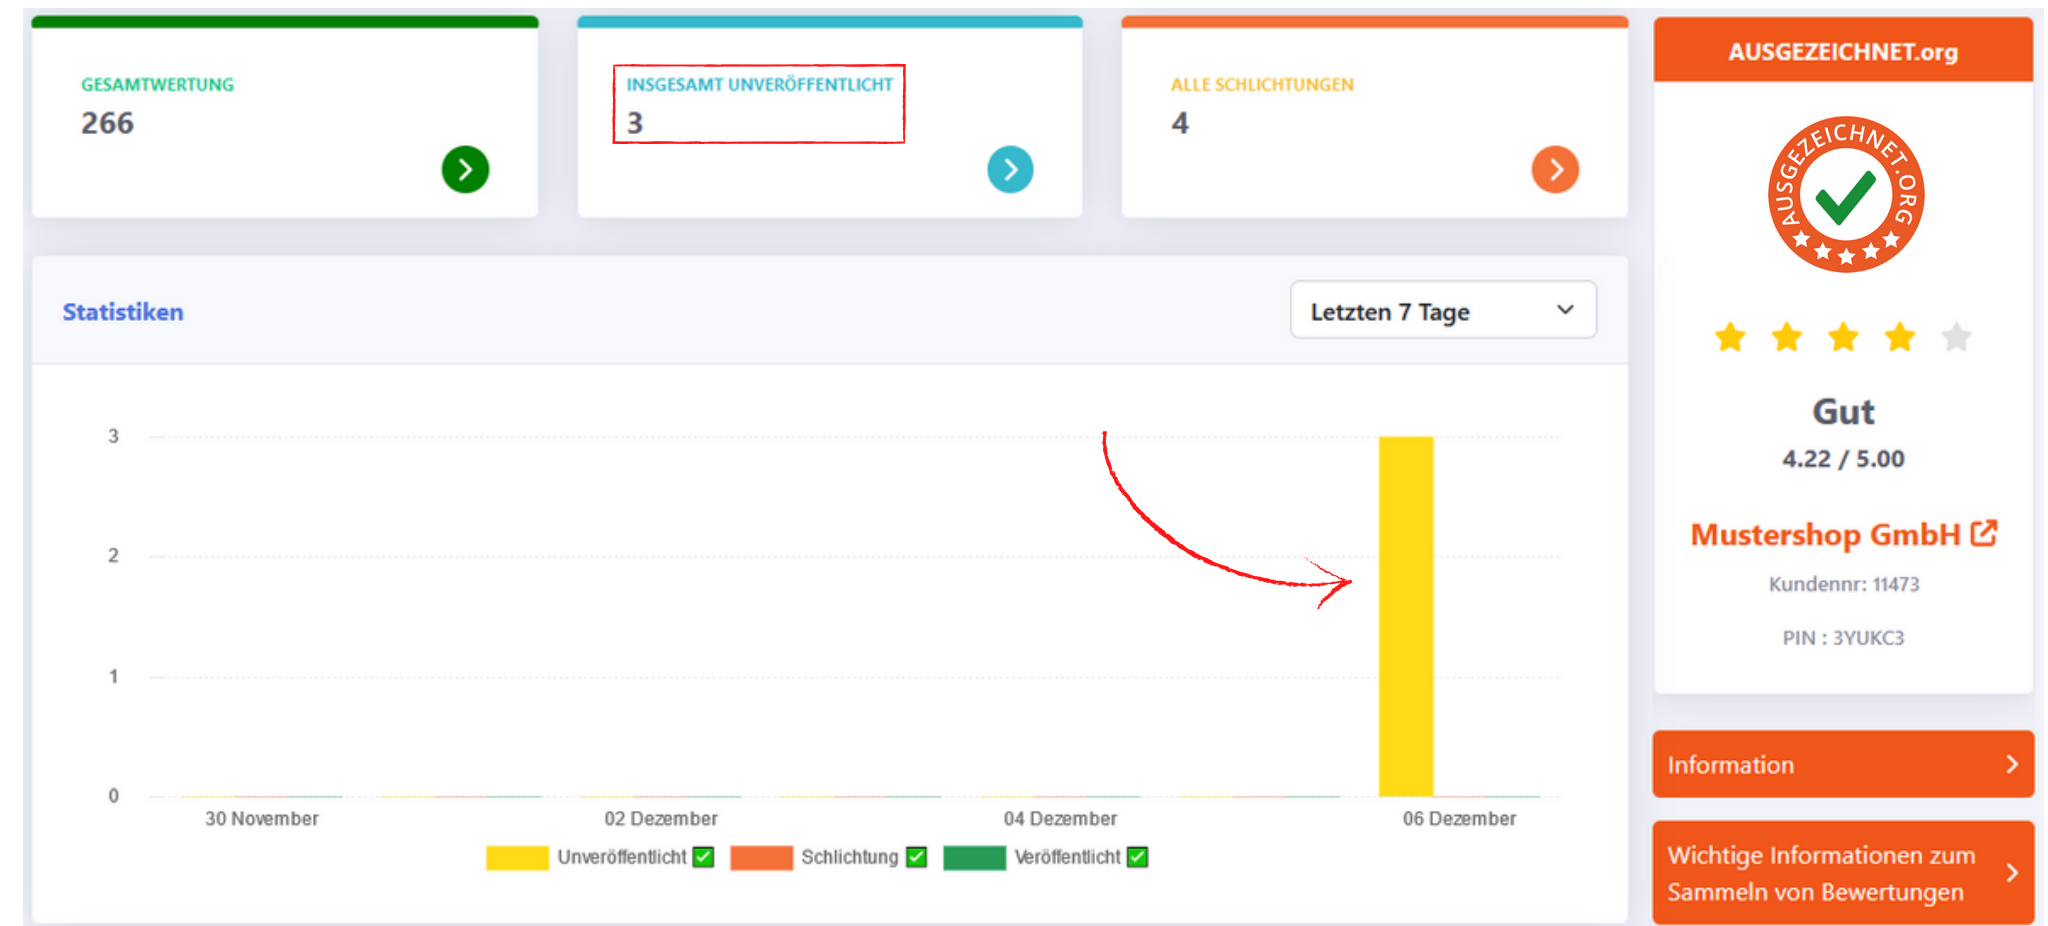 GESAMTWERTUNG
266
INSGESAMT UNVERÖFFENTLICHT
3
ALLE SCHLICHTUNGEN
4
Statistiken
Letzten 7 Tage
3
2
1
0
30 November
02 Dezember
04 Dezember
06 Dezember
Unveröffentlicht
Schlichtung
Veröffentlicht
AUSGEZEICHNET.org
AUSGEZEICHNET.ORG
Gut
4.22 / 5.00
Mustershop GmbH
Kundennr: 11473
PIN : 3YUKC3
Information
Wichtige Informationen zum
Sammeln von Bewertungen